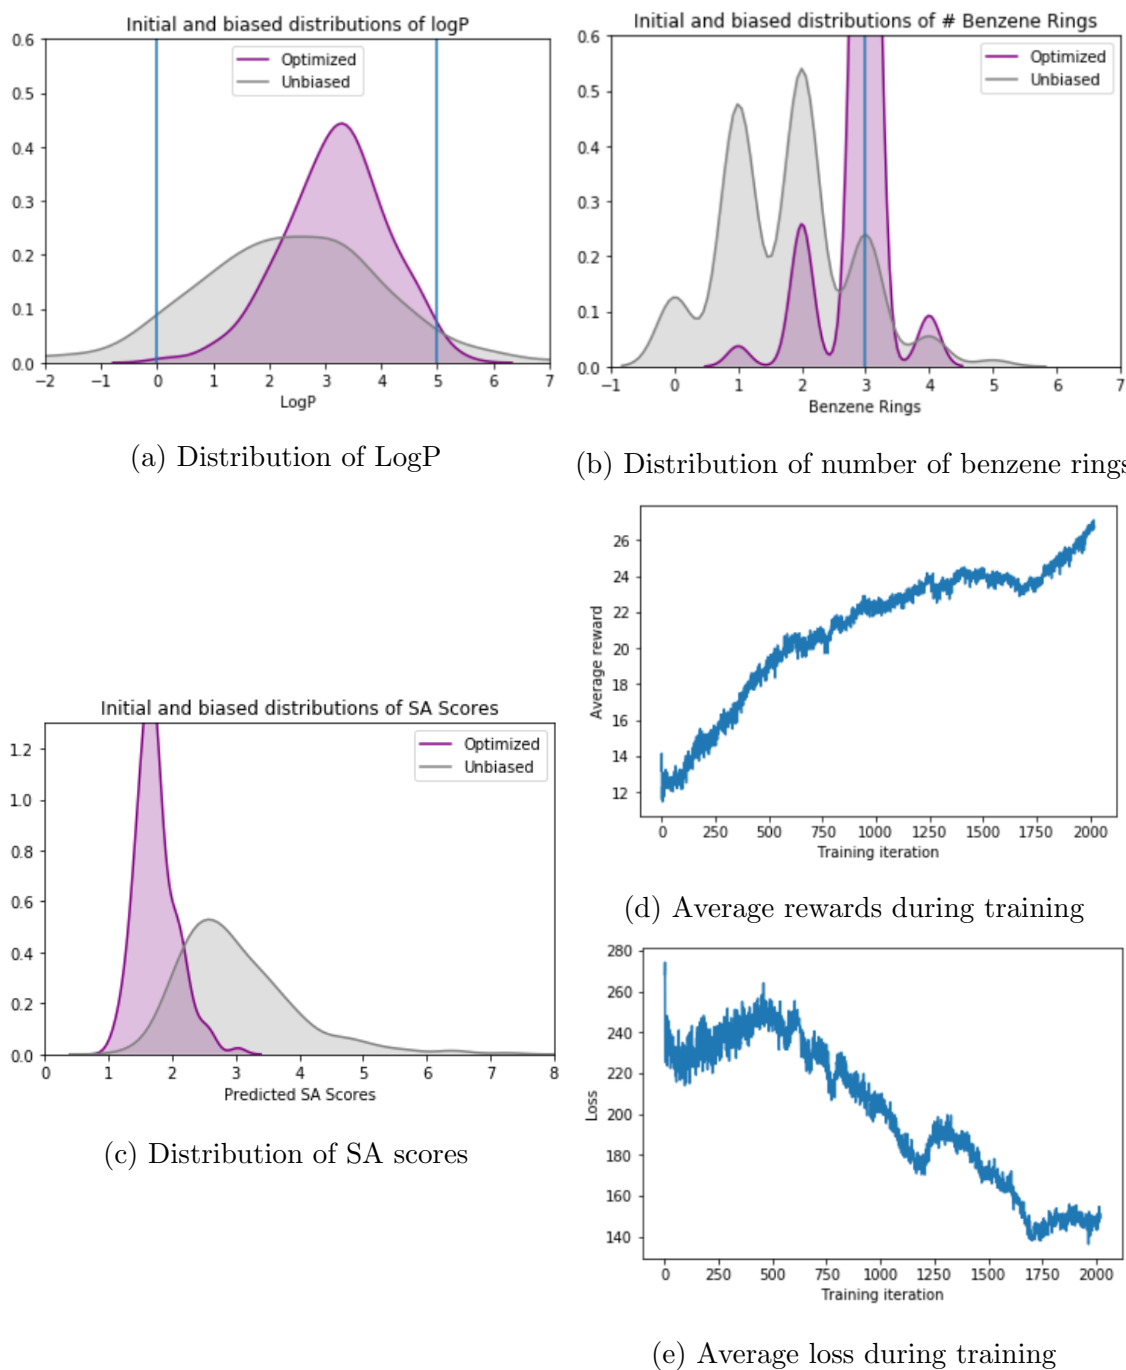 Initial and biased distributions of logP
Optimized
Unbiased
0.6
0.5
0.4
0.3
0.2
0.1
0.0
−2 −1 0 1 2 3 4 5 6 7
LogP
(a) Distribution of LogP
Initial and biased distributions of # Benzene Rings
Optimized
Unbiased
0.6
0.5
0.4
0.3
0.2
0.1
0.0
−1 0 1 2 3 4 5 6 7
Benzene Rings
(b) Distribution of number of benzene rings
Initial and biased distributions of SA Scores
Optimized
Unbiased
1.2
1.0
0.8
0.6
0.4
0.2
0.0
0 1 2 3 4 5 6 7 8
Predicted SA Scores
(c) Distribution of SA scores
Average reward
26
24
22
20
18
16
14
12
0 250 500 750 1000 1250 1500 1750 2000
Training iteration
(d) Average rewards during training
Loss
280
260
240
220
200
180
160
140
0 250 500 750 1000 1250 1500 1750 2000
Training iteration
(e) Average loss during training